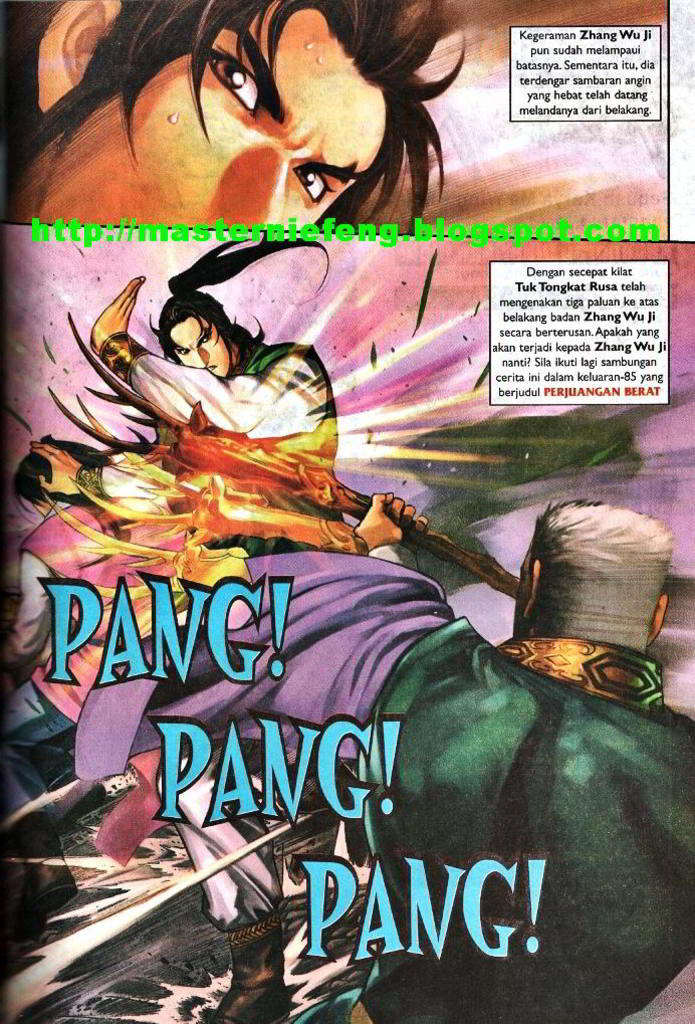 Kegeraman Zhang Wu Ji
pun sudah melampaui
batasnya. Sementara itu, dia
terdengar sambaran angin
yang hebat telah datang
melandanya dari belakang.
http://masterniefeng.blogspot.com
Dengan secepat kilat
Tuk Tongkat Rusa telah
mengenakan tiga paluan ke atas
belakang badan Zhang Wu Ji
secara berterusan. Apakah yang
akan terjadi kepada Zhang Wu Ji
nanti? Sila ikuti lagi sambungan
cerita ini dalam keluaran-85 yang
berjudul PERJUANGAN BERAT
PANG!
PANG!
PANG!